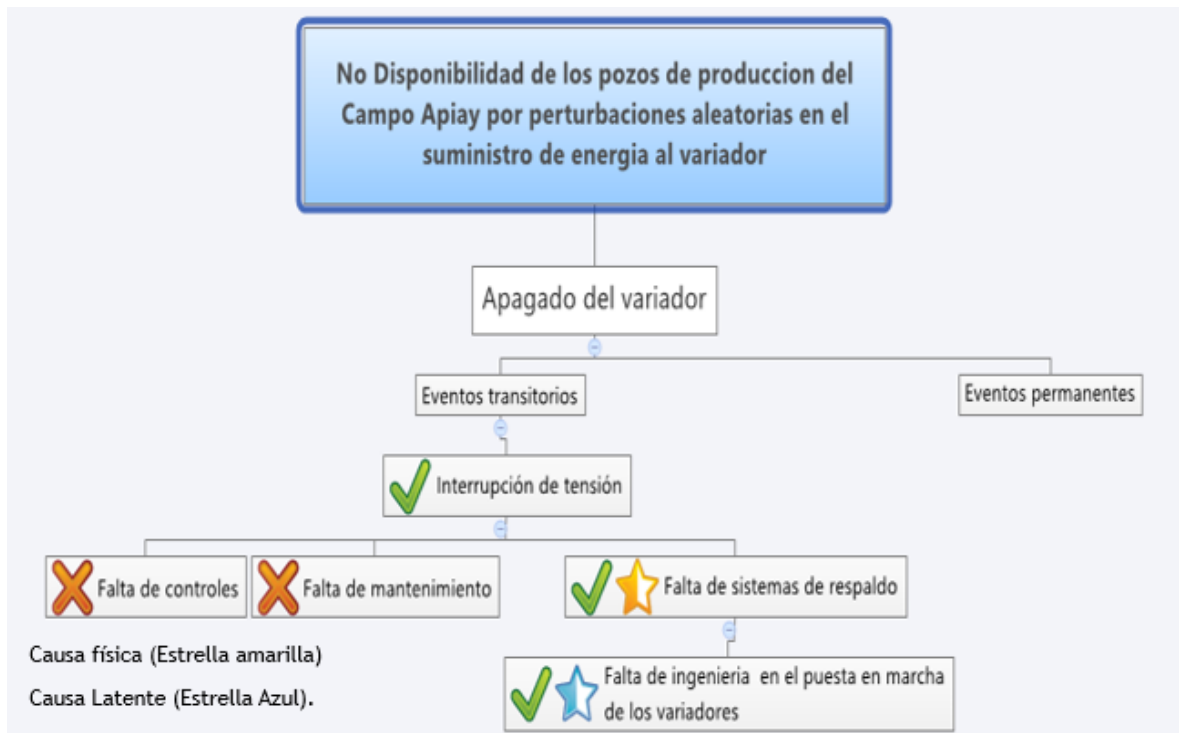 No Disponibilidad de los pozos de produccion del
Campo Apiay por perturbaciones aleatorias en el
suministro de energia al variador
Apagado del variador
Eventos transitorios
Eventos permanentes
Interrupción de tensión
Falta de controles
Falta de mantenimiento
Falta de sistemas de respaldo
Causa física (Estrella amarilla)
Causa Latente (Estrella Azul).
Falta de ingenieria en el puesta en marcha
de los variadores